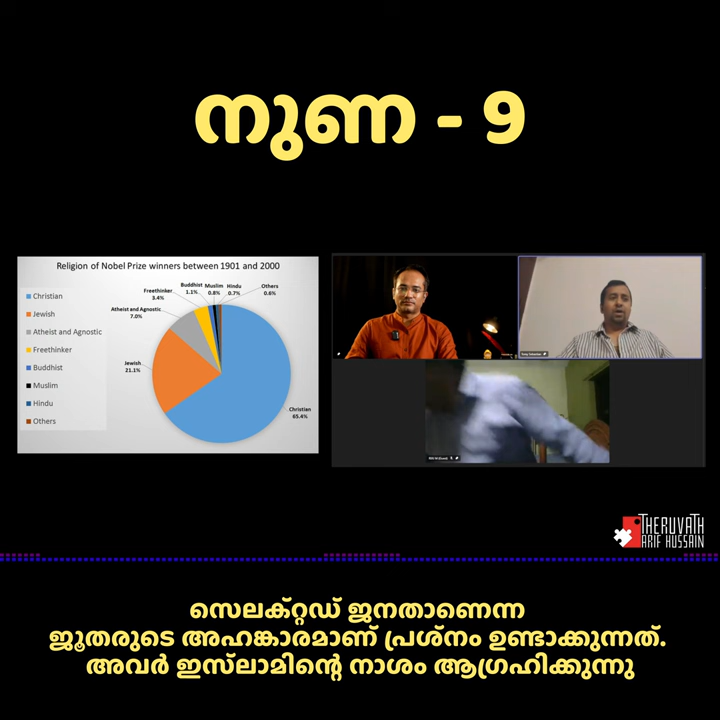 നുണ - 9
Religion of Nobel Prize winners between 1901 and 2000
Christian
Jewish
Atheist and Agnostic
Freethinker
Buddhist
Muslim
Hindu
Others
Atheist and Agnostic
7.0%
Freethinker
3.4%
Buddhist
1.1%
Muslim
0.8%
Hindu
0.7%
Others
0.6%
Jewish
21.1%
Christian
65.4%
THERUVATH
ARIF HUSSAIN
സെലക്റ്റഡ് ജനതാണെന്ന
ജൂതരുടെ അഹങ്കാരമാണ് പ്രശ്നം ഉണ്ടാക്കുന്നത്.
അവർ ഇസ്‌ലാമിന്റെ നാശം ആഗ്രഹിക്കുന്നു